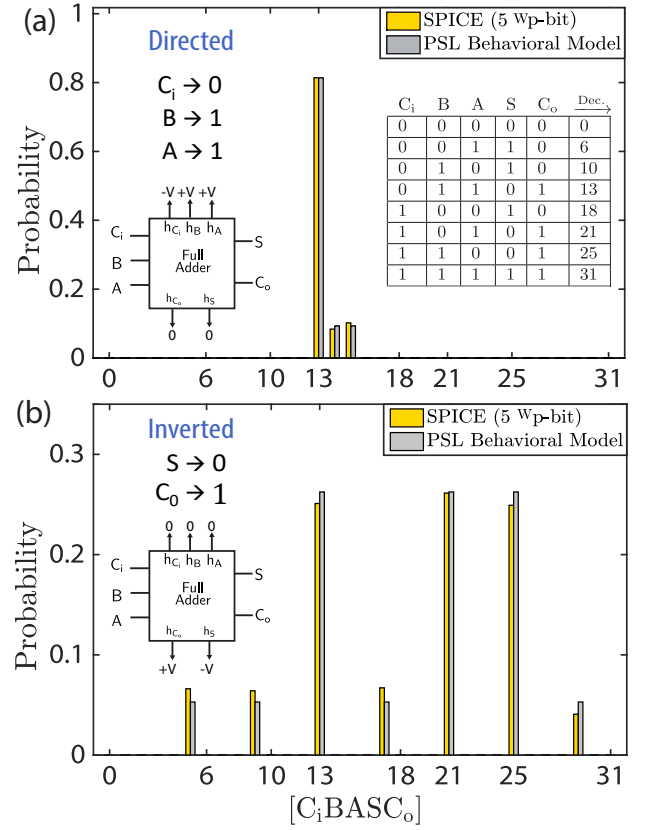 (a)
Directed
C_i → 0
B → 1
A → 1
SPICE (5 Wp-bit)
PSL Behavioral Model
C_i B A S C_o Dec.
0 0 0 0 0 0
0 0 1 1 0 6
0 1 0 1 0 10
0 1 1 0 1 13
1 0 0 1 0 18
1 0 1 0 1 21
1 1 0 0 1 25
1 1 1 1 1 31
-V +V +V
h_Ci h_B h_A
C_i
B
A
Full
Adder
S
C_o
h_Co h_S
0 0
Probability
1
0.8
0.6
0.4
0.2
0
0 6 10 13 18 21 25 31
(b)
Inverted
S → 0
C_0 → 1
SPICE (5 Wp-bit)
PSL Behavioral Model
0 0 0
h_Ci h_B h_A
C_i
B
A
Full
Adder
S
C_o
h_Co h_S
+V -V
Probability
0.3
0.2
0.1
0
0 6 10 13 18 21 25 31
[C_iBASC_o]